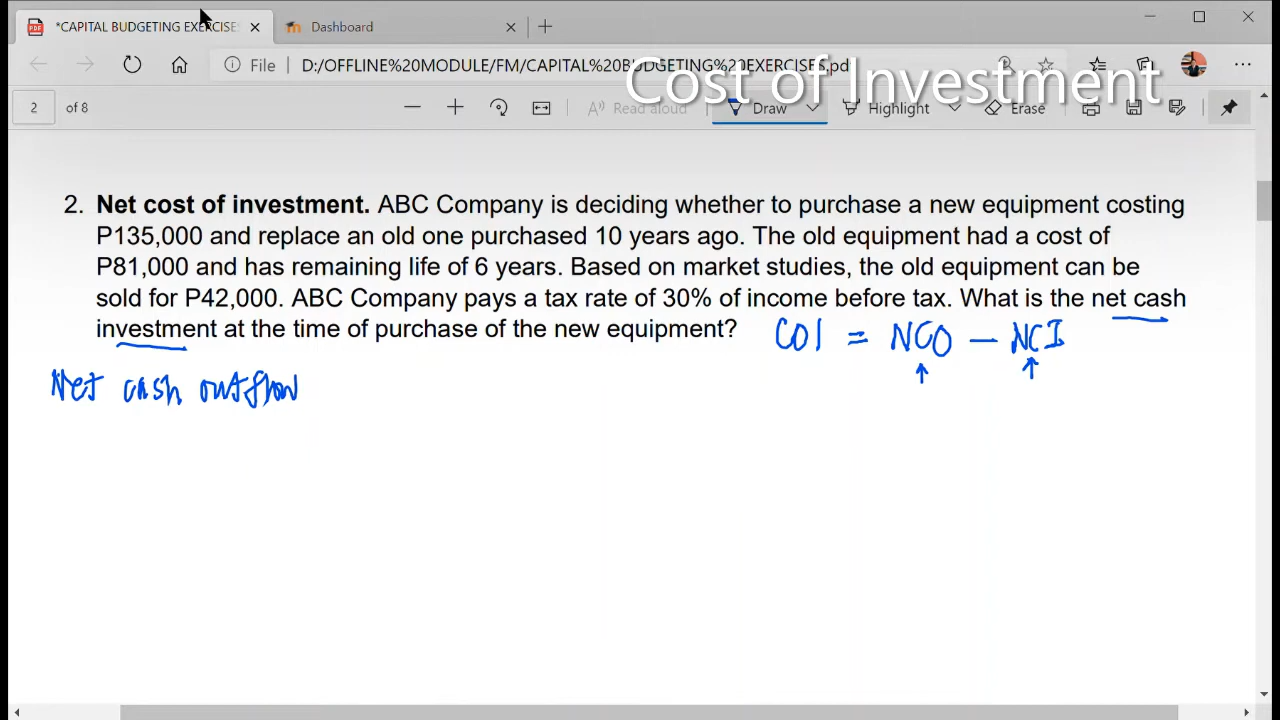 *CAPITAL BUDGETING EXERCISE
Dashboard
Cost of Investment
File
D:/OFFLINE%20MODULE/FM/CAPITAL%20BUDGETING%20EXERCISES.pd
2 of 8
Read aloud
Draw
Highlight
Erase
2. Net cost of investment. ABC Company is deciding whether to purchase a new equipment costing
P135,000 and replace an old one purchased 10 years ago. The old equipment had a cost of
P81,000 and has remaining life of 6 years. Based on market studies, the old equipment can be
sold for P42,000. ABC Company pays a tax rate of 30% of income before tax. What is the net cash
investment at the time of purchase of the new equipment?
COI = NCO — NCI
Net cash outflow